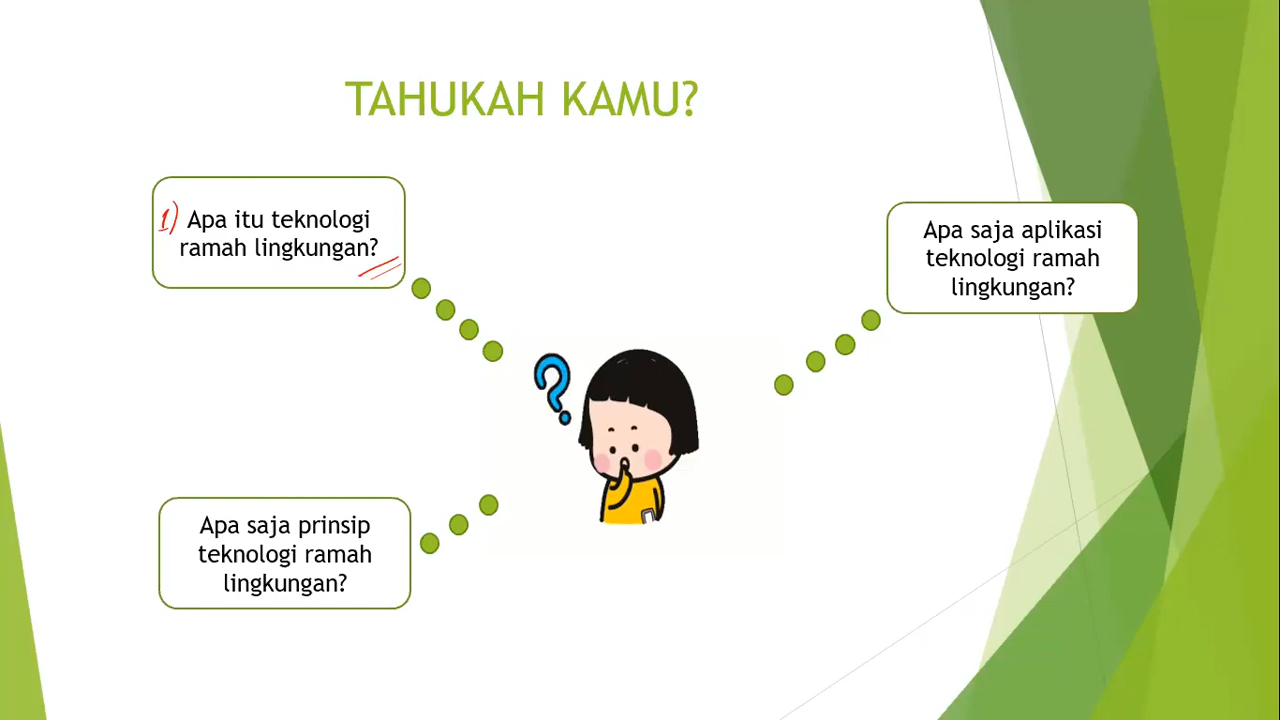 TAHUKAH KAMU?
1) Apa itu teknologi
ramah lingkungan?
Apa saja aplikasi
teknologi ramah
lingkungan?
Apa saja prinsip
teknologi ramah
lingkungan?